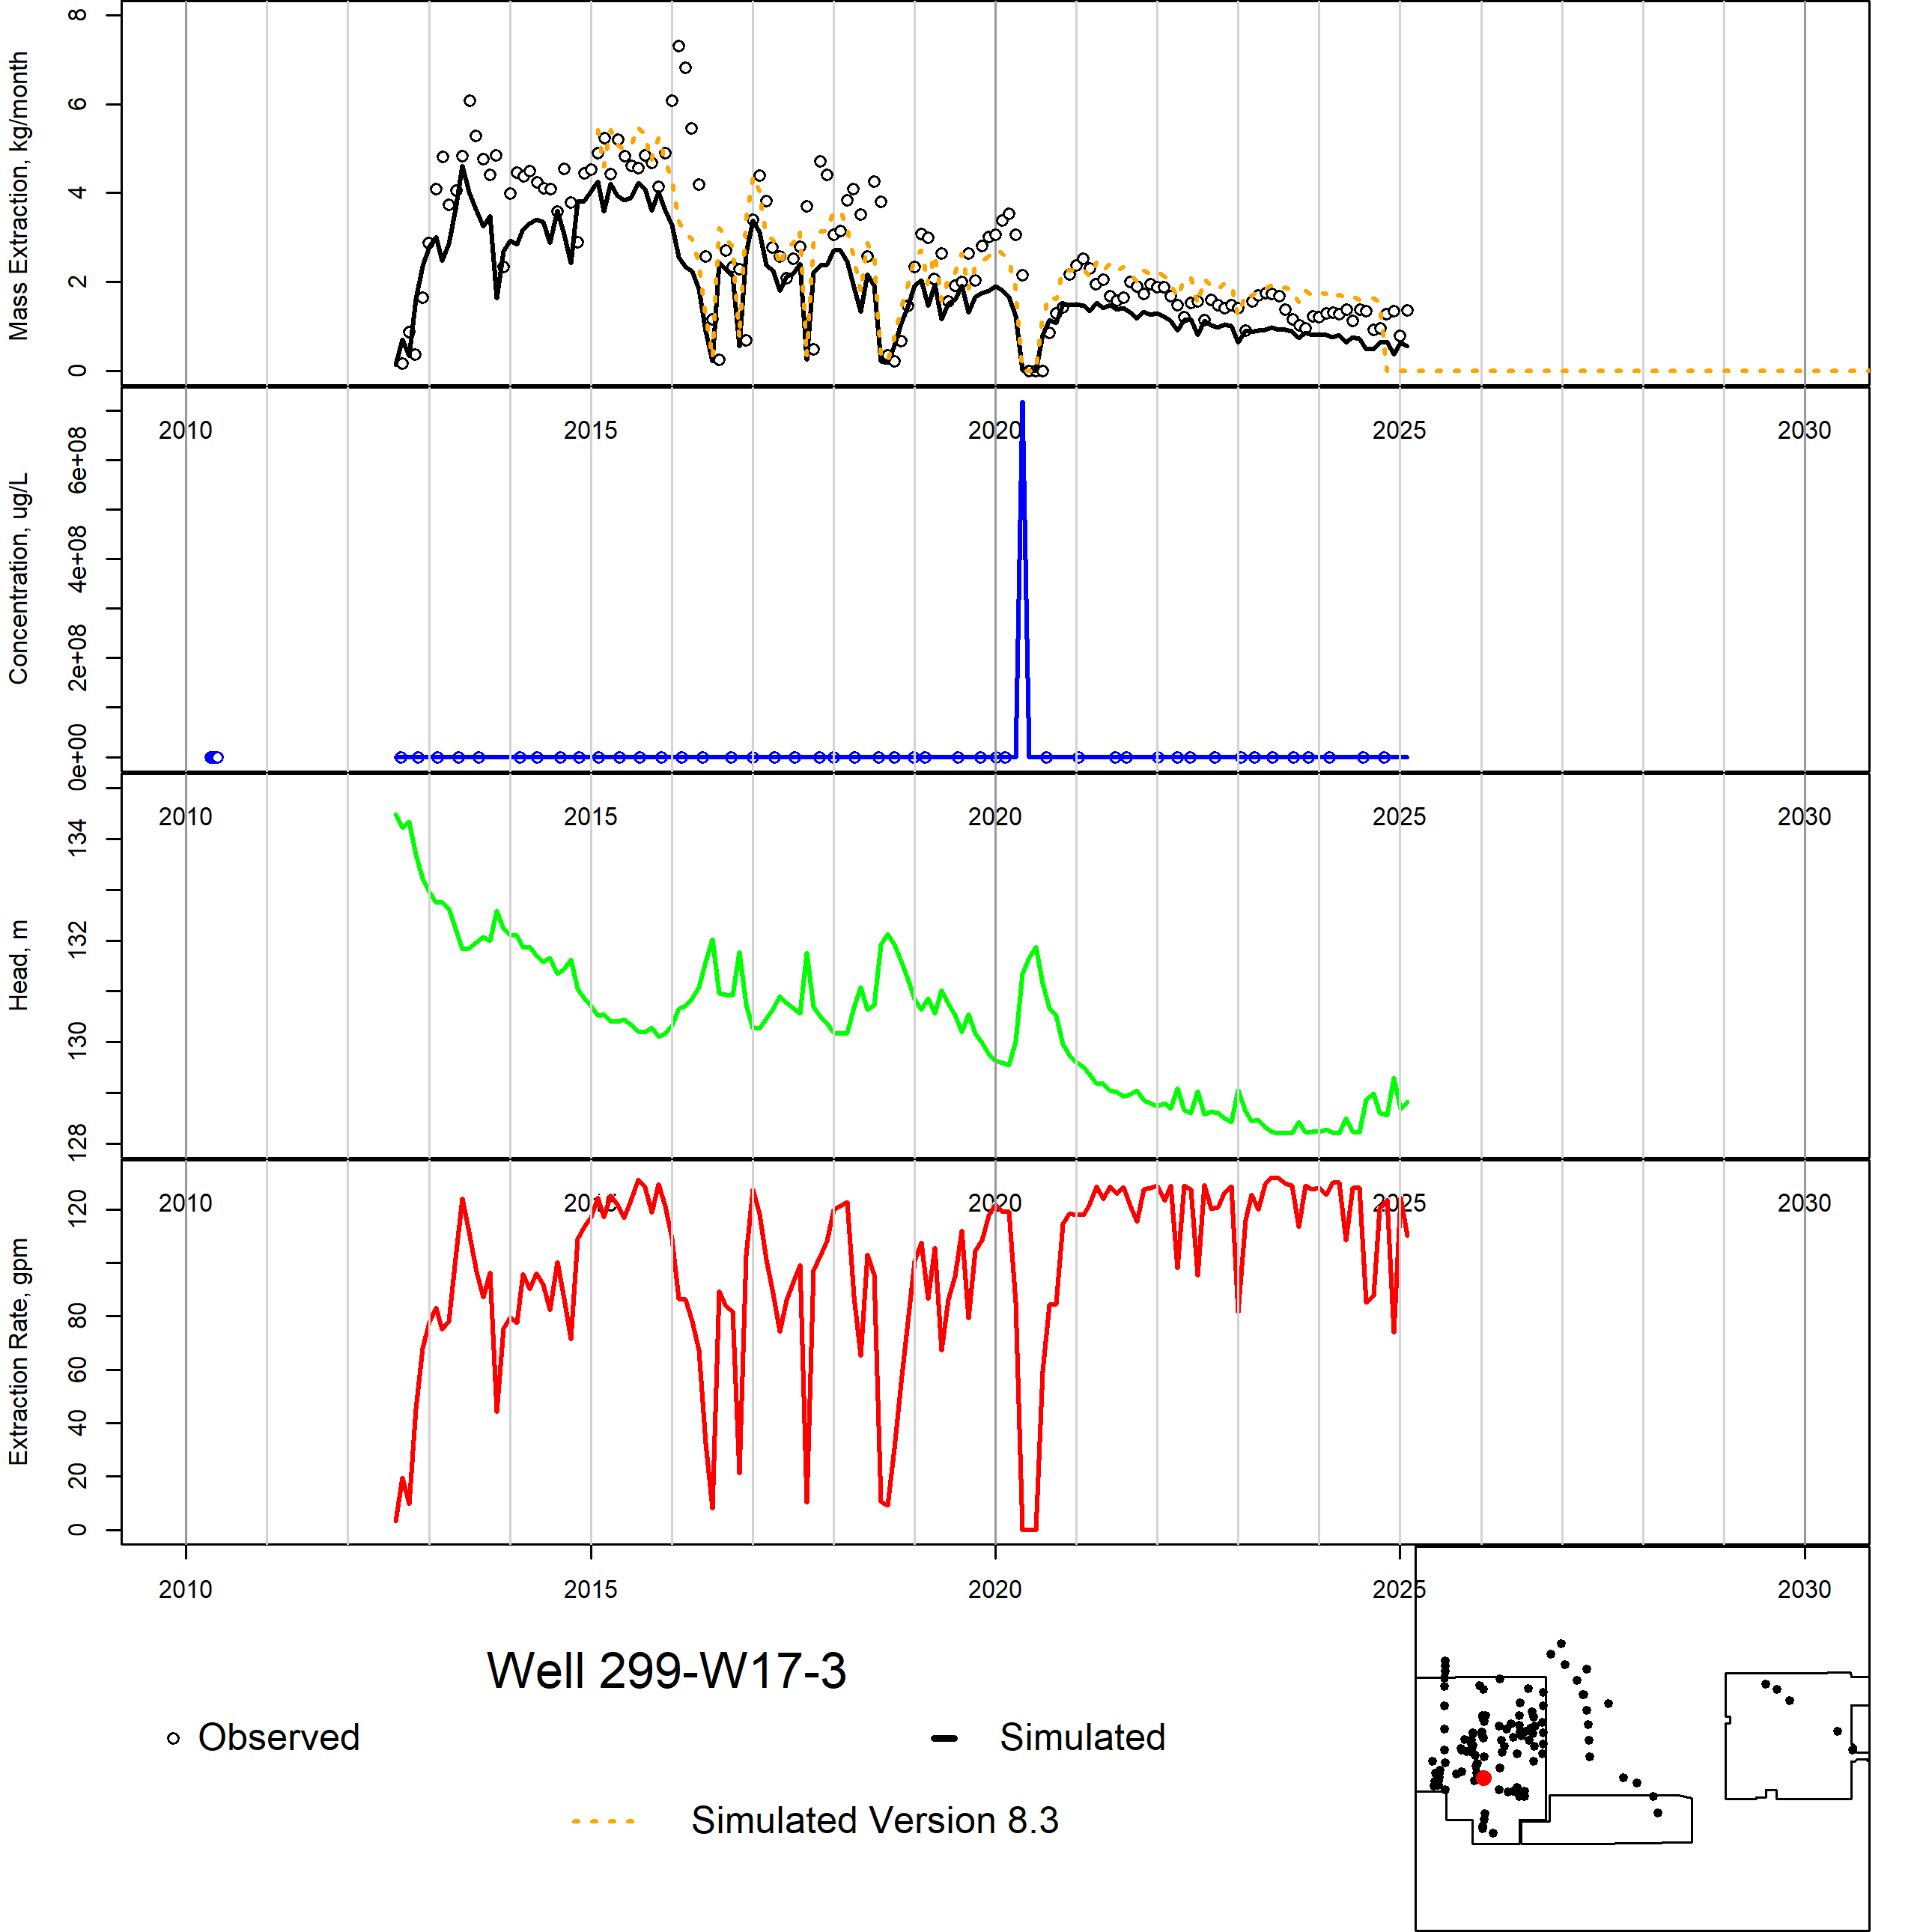 Mass Extraction, kg/month
8
6
4
2
0
2010 2015 2020 2025 2030
Concentration, ug/L
6e+08
4e+08
2e+08
0e+00
2010 2015 2020 2025 2030
Head, m
134
132
130
128
2010 2015 2020 2025 2030
Extraction Rate, gpm
120
80
60
40
20
0
2010 2015 2020 2025 2030
Well 299-W17-3
Observed
Simulated
Simulated Version 8.3